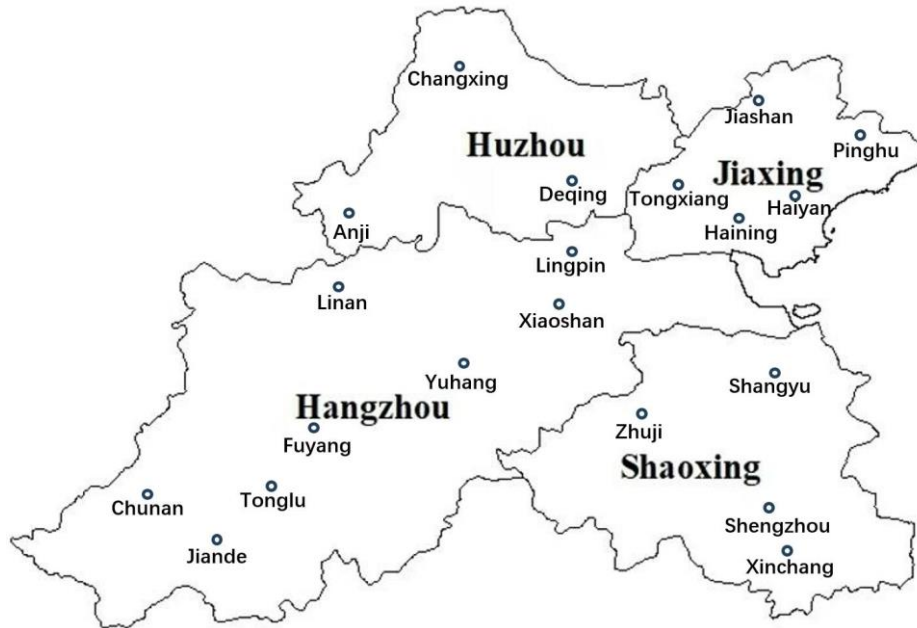 Changxing
Jiashan
Pinghu
Huzhou
Jiaxing
Deqing
Tongxiang
Haiyan
Anji
Haining
Lingpin
Linan
Xiaoshan
Yuhang
Shangyu
Hangzhou
Zhuji
Fuyang
Shaoxing
Chunan
Tonglu
Shengzhou
Jiande
Xinchang